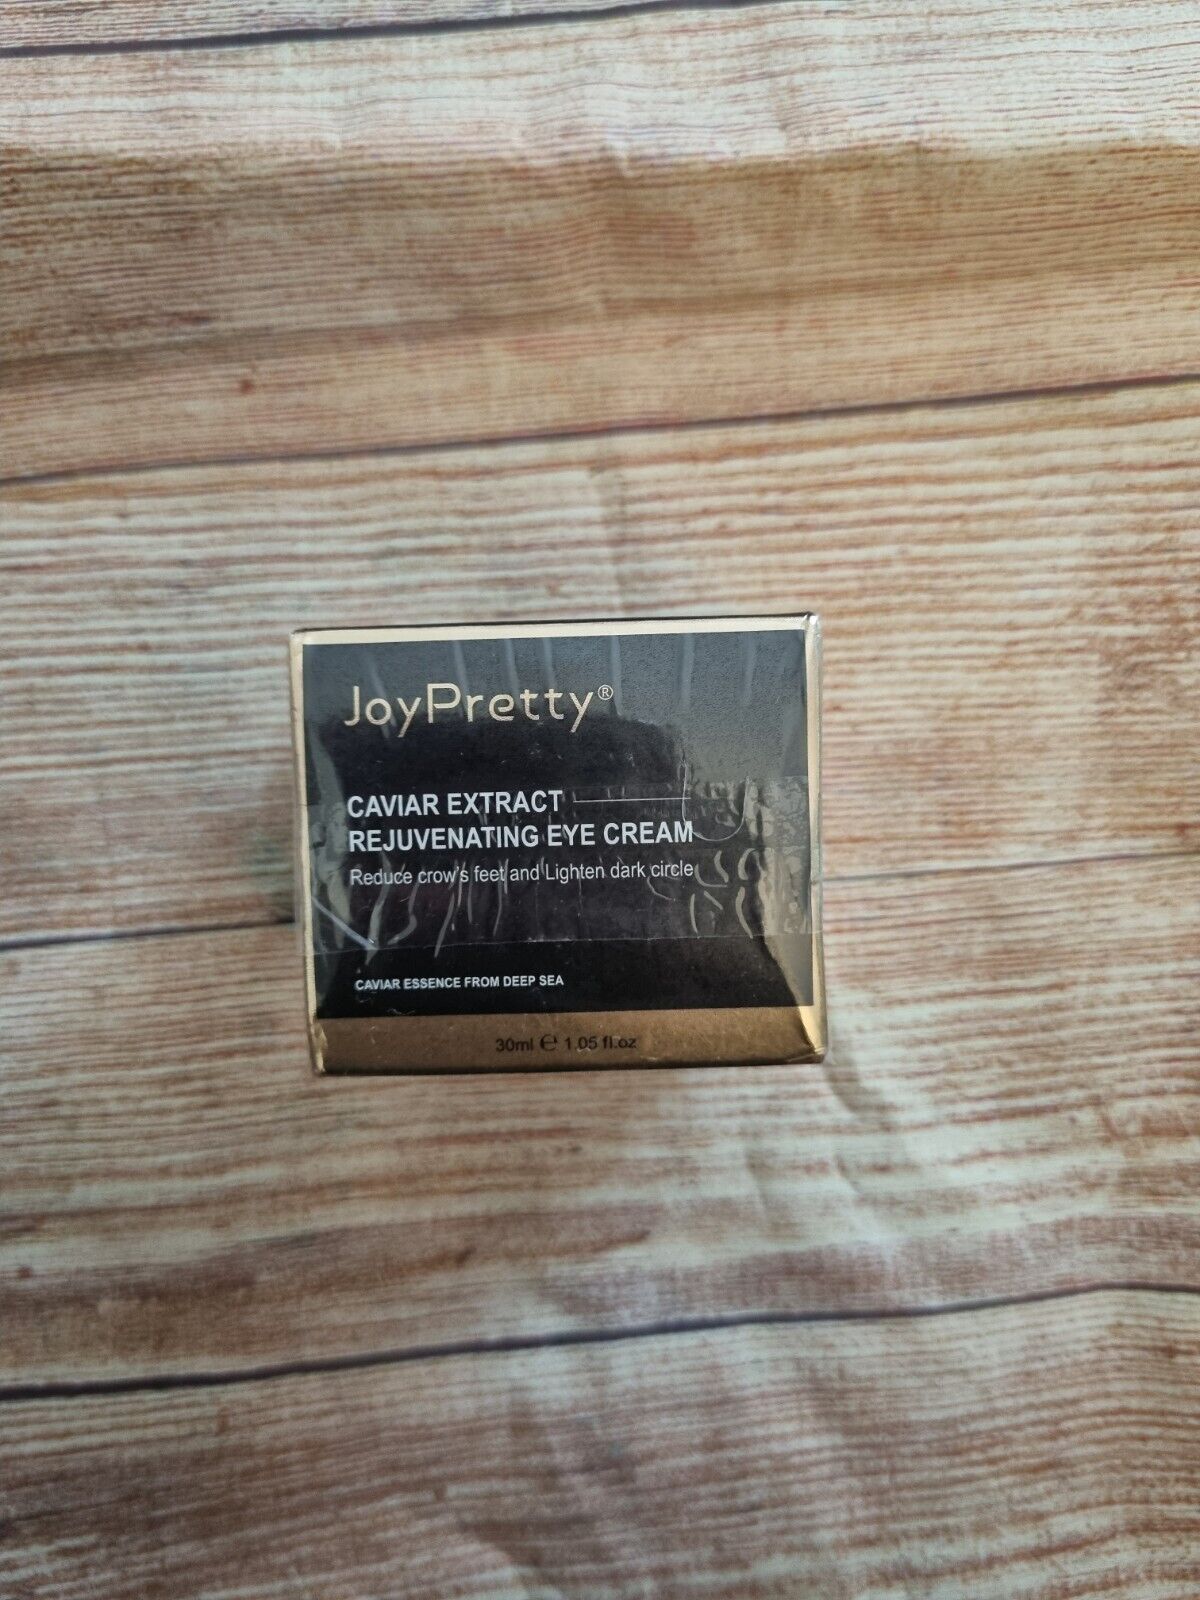 JoyPretty®
CAVIAR EXTRACT
REJUVENATING EYE CREAM
Reduce crow's feet and Lighten dark circle
CAVIAR ESSENCE FROM DEEP SEA
30ml ℮ 1.05 fl.oz